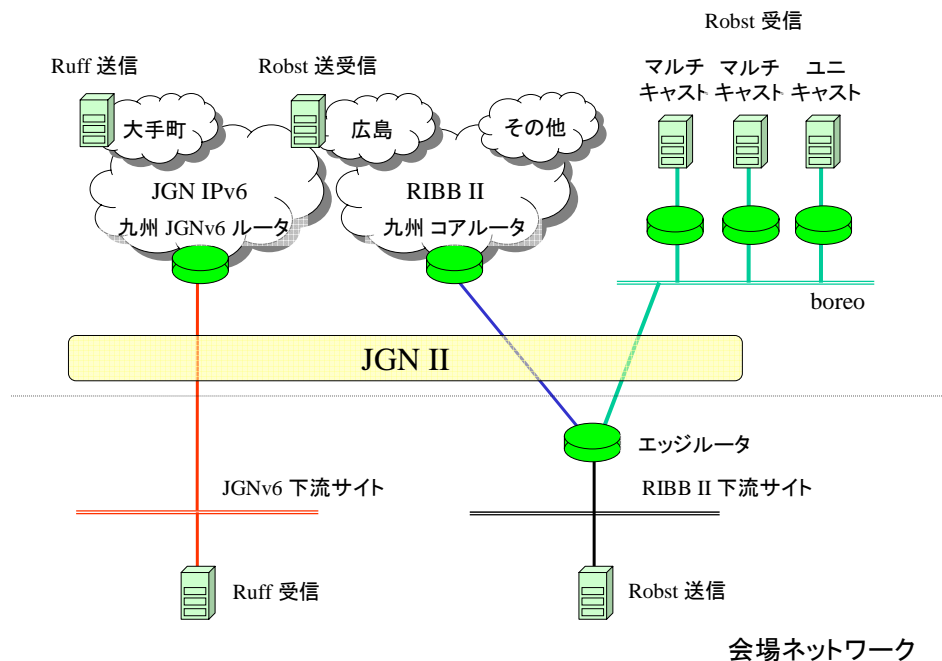 Robst 受信
Ruff 送信
Robst 送受信
マルチ
キャスト
マルチ
キャスト
ユニ
キャスト
大手町
広島
その他
JGN IPv6
RIBB II
九州 JGNv6 ルータ
九州 コアルータ
boreo
JGN II
エッジルータ
JGNv6 下流サイト
RIBB II 下流サイト
Ruff 受信
Robst 送信
会場ネットワーク